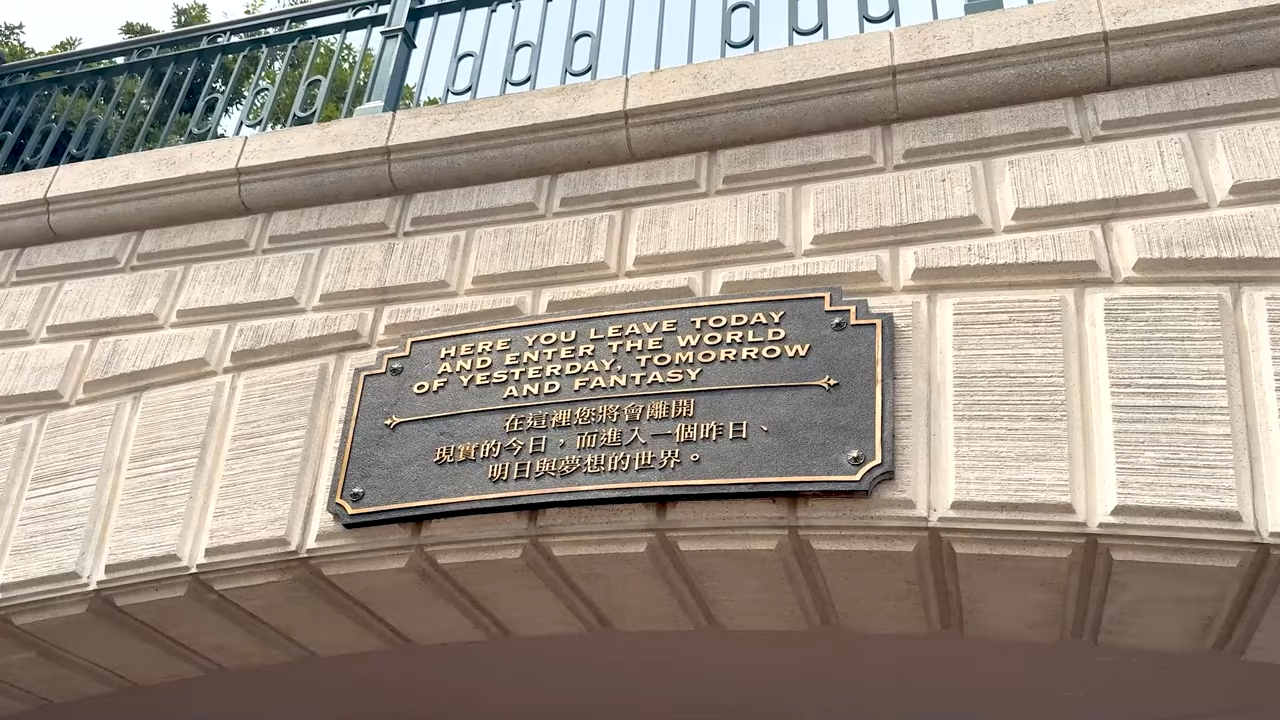 HERE YOU LEAVE TODAY
AND ENTER THE WORLD
OF YESTERDAY, TOMORROW
AND FANTASY
在這裡您將會離開
現實的今日，而進入一個昨日、
明日與夢想的世界。